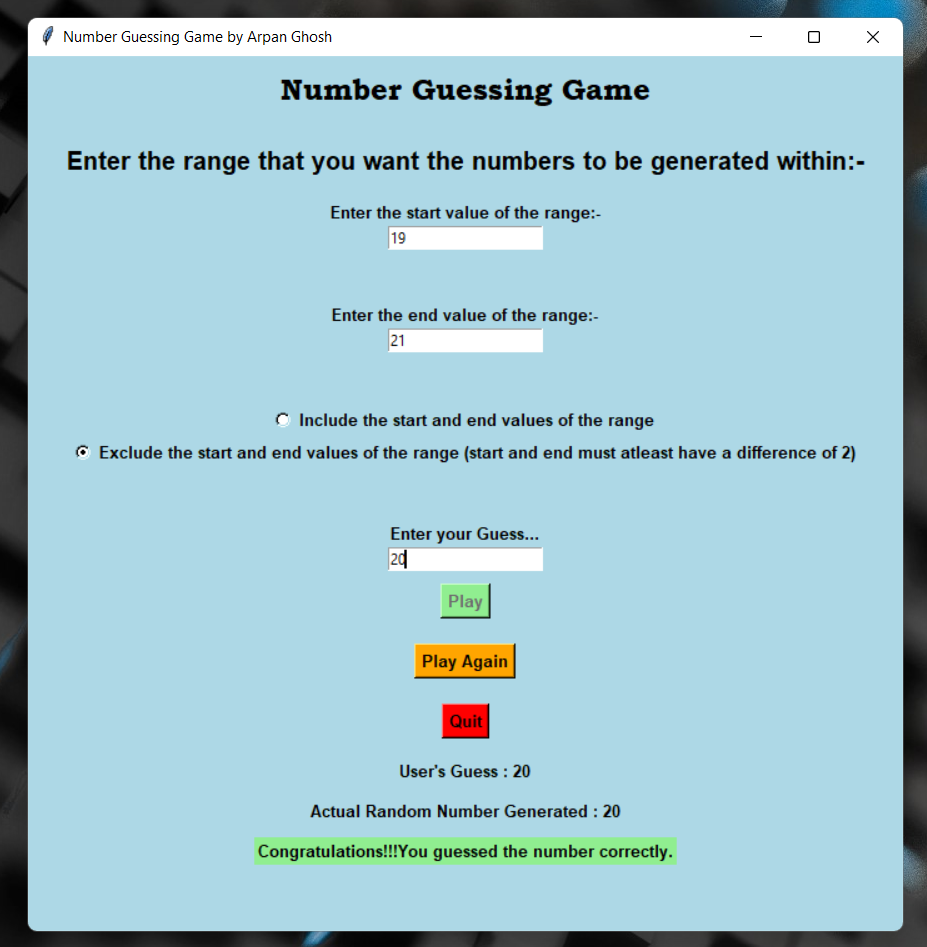 Number Guessing Game by Arpan Ghosh
Number Guessing Game
Enter the range that you want the numbers to be generated within:-
Enter the start value of the range:-
19
Enter the end value of the range:-
21
Include the start and end values of the range
Exclude the start and end values of the range (start and end must atleast have a difference of 2)
Enter your Guess...
20
Play
Play Again
Quit
User's Guess : 20
Actual Random Number Generated : 20
Congratulations!!!You guessed the number correctly.